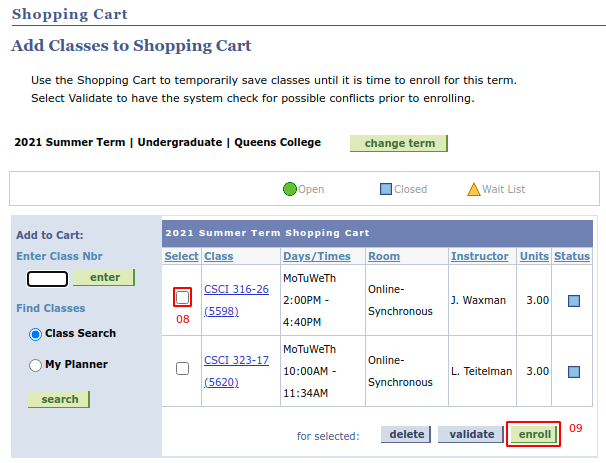 Shopping Cart
Add Classes to Shopping Cart
Use the Shopping Cart to temporarily save classes until it is time to enroll for this term.
Select Validate to have the system check for possible conflicts prior to enrolling.
2021 Summer Term | Undergraduate | Queens College change term
Open Closed Wait List
Add to Cart:
Enter Class Nbr
enter
Find Classes
Class Search
My Planner
search
2021 Summer Term Shopping Cart
Select Class Days/Times Room Instructor Units Status
08
CSCI 316-26
(5598)
MoTuWeTh
2:00PM -
4:40PM
Online-
Synchronous
J. Waxman
3.00
CSCI 323-17
(5620)
MoTuWeTh
10:00AM -
11:34AM
Online-
Synchronous
L. Teitelman
3.00
for selected: delete validate enroll 09